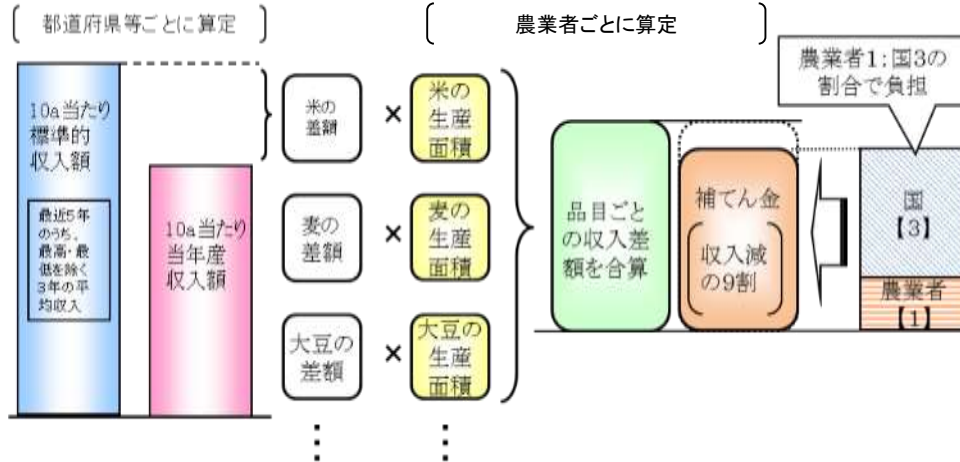 都道府県等ごとに算定
農業者ごとに算定
10a当たり
標準的
収入額
最近5年
のうち、
最高・最
低を除く
3年の平
均収入
10a当たり
当年産
収入額
米の
差額
×
米の
生産
面積
麦の
差額
×
麦の
生産
面積
大豆の
差額
×
大豆の
生産
面積
品目ごと
の収入差
額を合算
補てん金
収入減
の9割
農業者1:国3の
割合で負担
国
【3】
農業者
【1】